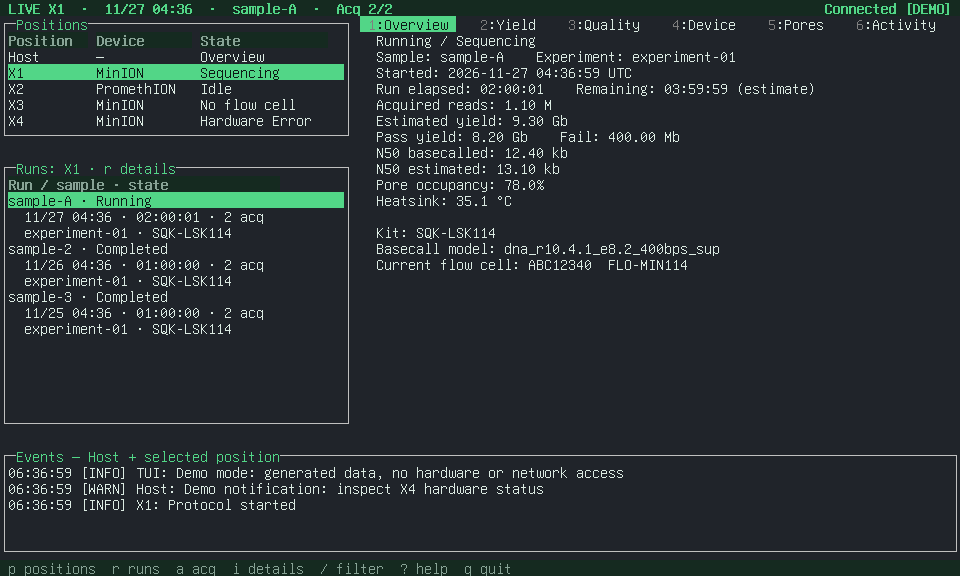 LIVE X1 · 11/27 04:36 · sample-A · Acq 2/2 Connected [DEMO]
Positions
Position Device State
Host — Overview
X1 MinION Sequencing
X2 PromethION Idle
X3 MinION No flow cell
X4 MinION Hardware Error
Runs: X1 · r details
Run / sample · state
sample-A · Running
11/27 04:36 · 02:00:01 · 2 acq
experiment-01 · SQK-LSK114
sample-2 · Completed
11/26 04:36 · 01:00:00 · 2 acq
experiment-01 · SQK-LSK114
sample-3 · Completed
11/25 04:36 · 01:00:00 · 2 acq
experiment-01 · SQK-LSK114
1:Overview 2:Yield 3:Quality 4:Device 5:Pores 6:Activity
Running / Sequencing
Sample: sample-A Experiment: experiment-01
Started: 2026-11-27 04:36:59 UTC
Run elapsed: 02:00:01 Remaining: 03:59:59 (estimate)
Acquired reads: 1.10 M
Estimated yield: 9.30 Gb
Pass yield: 8.20 Gb Fail: 400.00 Mb
N50 basecalled: 12.40 kb
N50 estimated: 13.10 kb
Pore occupancy: 78.0%
Heatsink: 35.1 °C
Kit: SQK-LSK114
Basecall model: dna_r10.4.1_e8.2_400bps_sup
Current flow cell: ABC12340 FLO-MIN114
Events — Host + selected position
06:36:59 [INFO] TUI: Demo mode: generated data, no hardware or network access
06:36:59 [WARN] Host: Demo notification: inspect X4 hardware status
06:36:59 [INFO] X1: Protocol started
p positions r runs a acq i details / filter ? help q quit